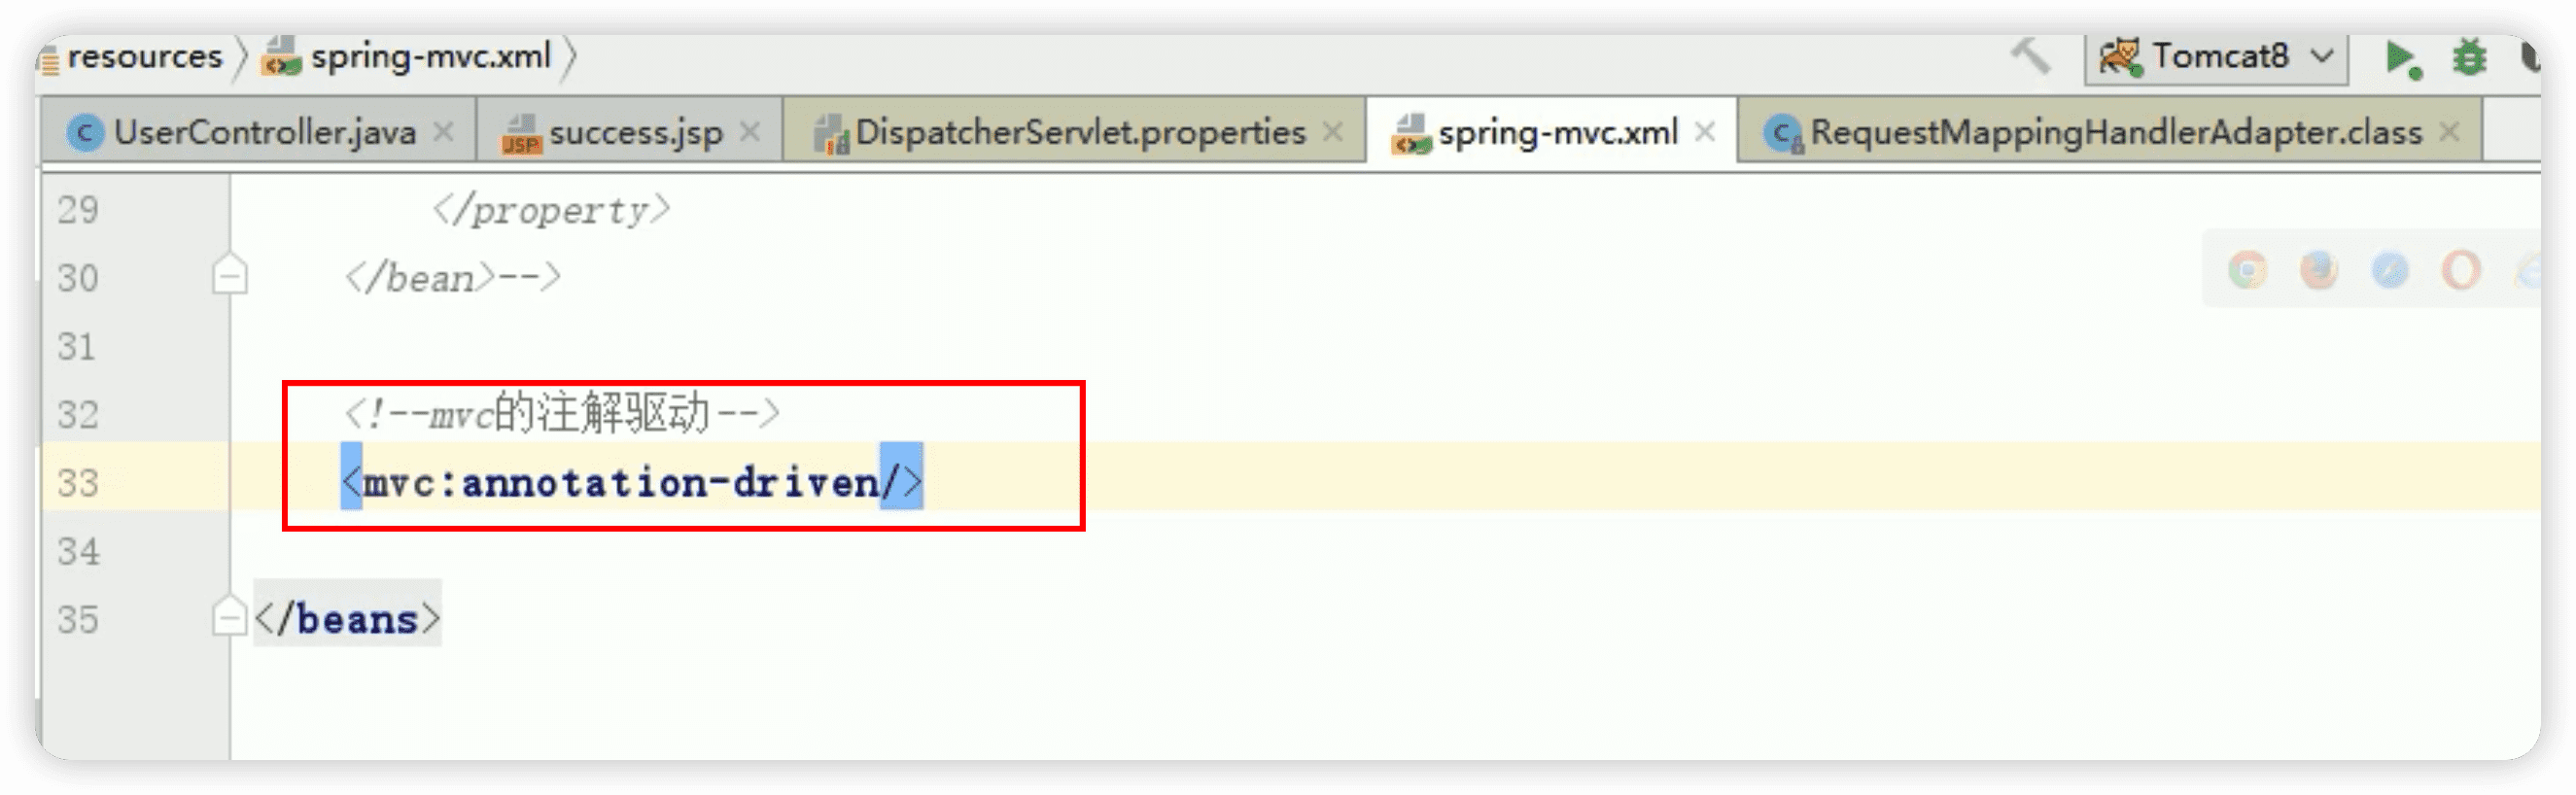 resources spring-mvc.xml Tomcat8
UserController.java success.jsp DispatcherServlet.properties spring-mvc.xml RequestMappingHandlerAdapter.class
29 </property>
30 </bean>-->
31
32 <!--mvc的注解驱动-->
33 <mvc:annotation-driven/>
34
35 </beans>